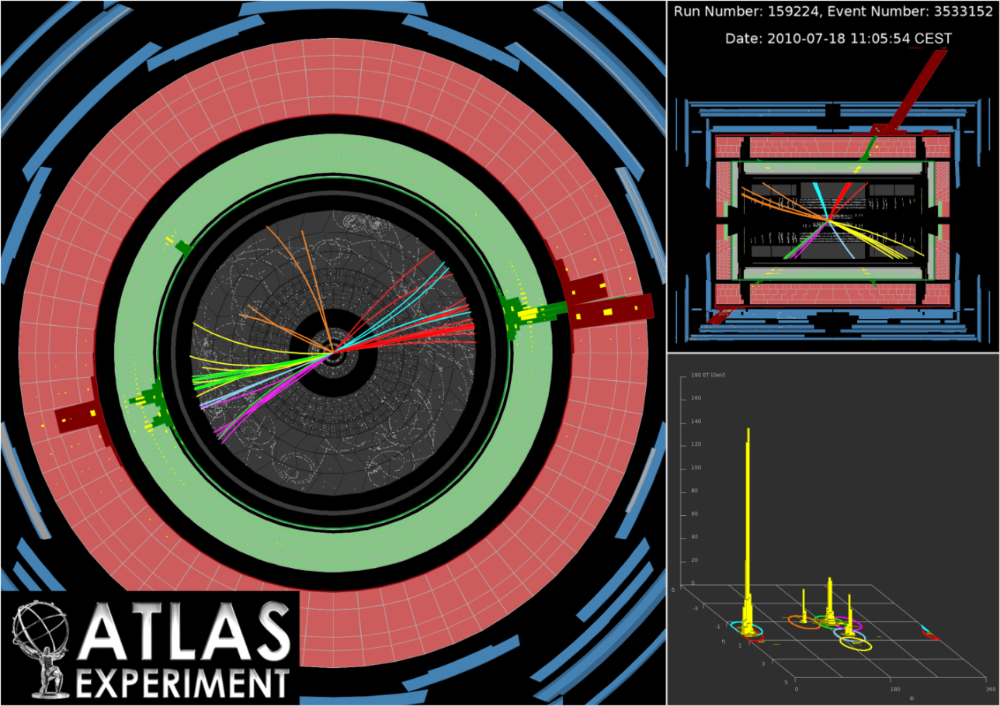 Run Number: 159224, Event Number: 3533152
Date: 2010-07-18 11:05:54 CEST
180 ET (GeV)
160
140
120
100
80
60
40
20
0
-5
-3
-1
η
1
3
5
0
180
360
Φ
ATLAS
EXPERIMENT